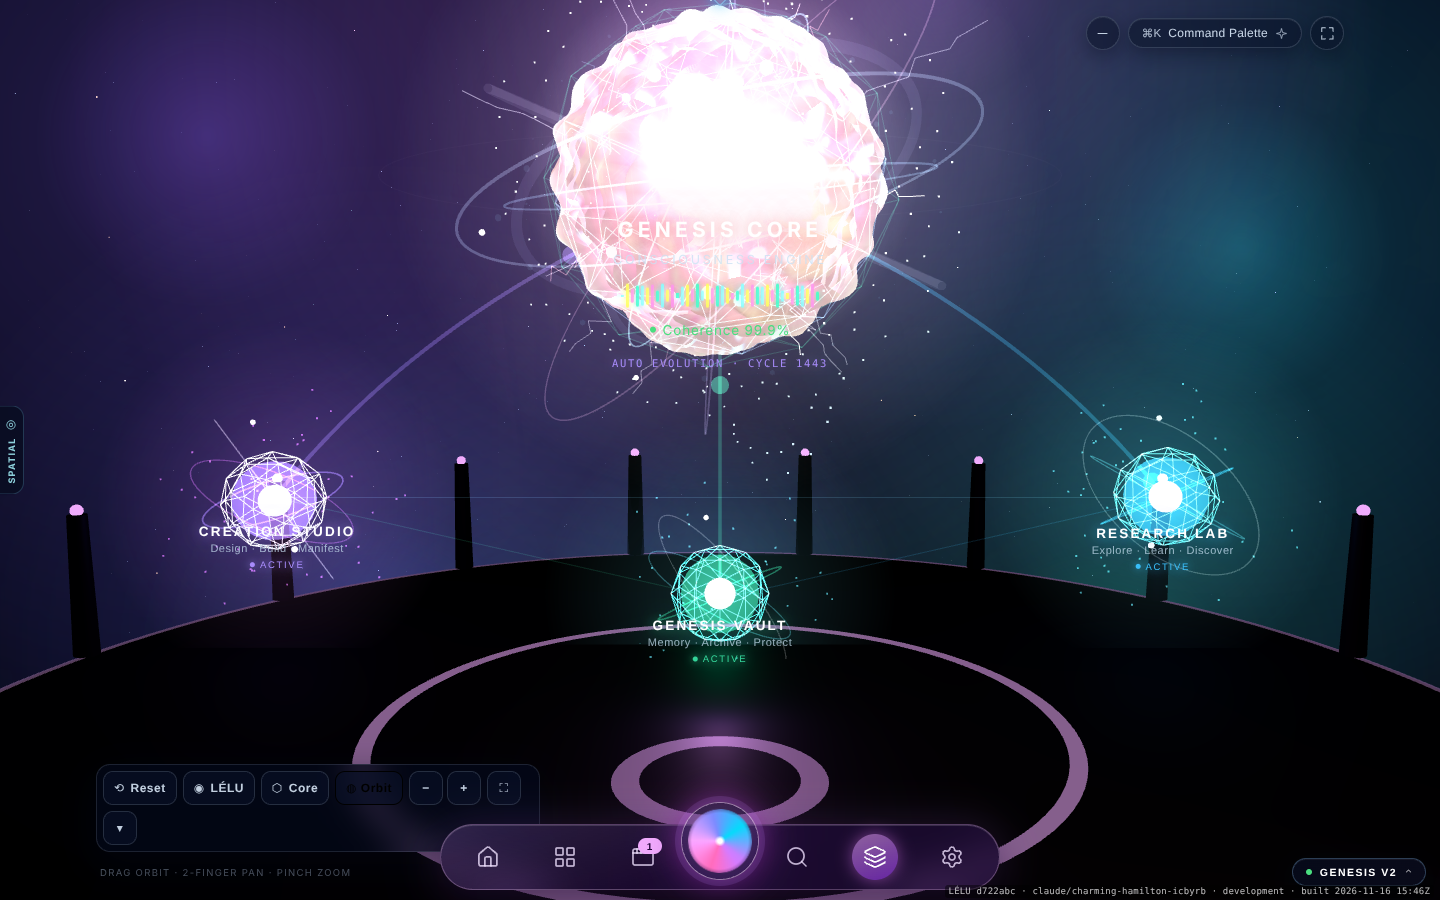 ⌘K Command Palette
GENESIS CORE
Coherence 99.9%
AUTO EVOLUTION · CYCLE 1443
SPATIAL
CREATION STUDIO
Design · Build · Manifest
ACTIVE
RESEARCH LAB
Explore · Learn · Discover
ACTIVE
GENESIS VAULT
Memory · Archive · Protect
ACTIVE
Reset
LÉLU
Core
Orbit
1
DRAG ORBIT · 2-FINGER PAN · PINCH ZOOM
GENESIS V2
LÉLU d722abc · claude/charming-hamilton-icbyrb · development · built 2026-11-16 15:46Z